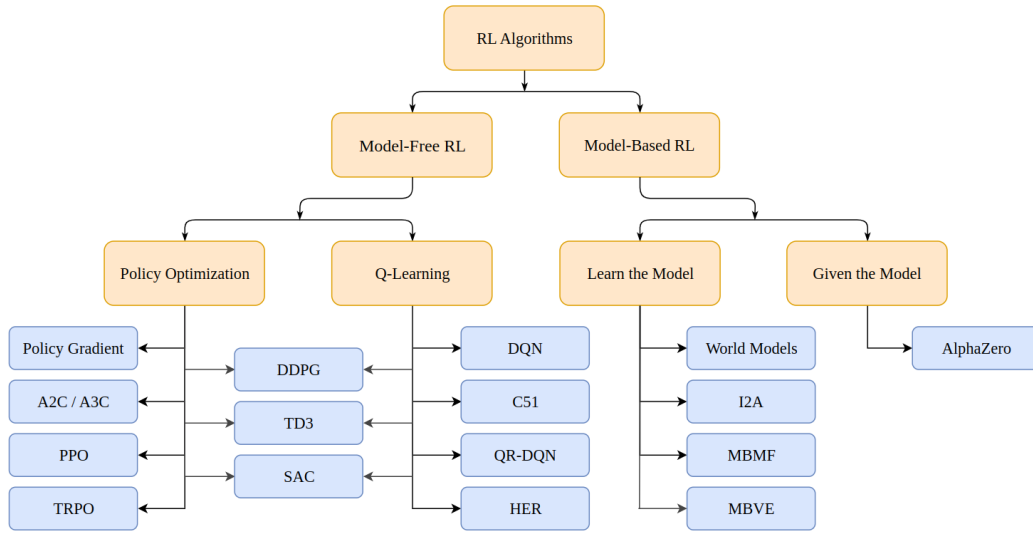 RL Algorithms
Model-Free RL
Model-Based RL
Policy Optimization
Q-Learning
Learn the Model
Given the Model
Policy Gradient
DQN
World Models
AlphaZero
DDPG
A2C / A3C
C51
I2A
TD3
PPO
QR-DQN
MBMF
SAC
TRPO
HER
MBVE